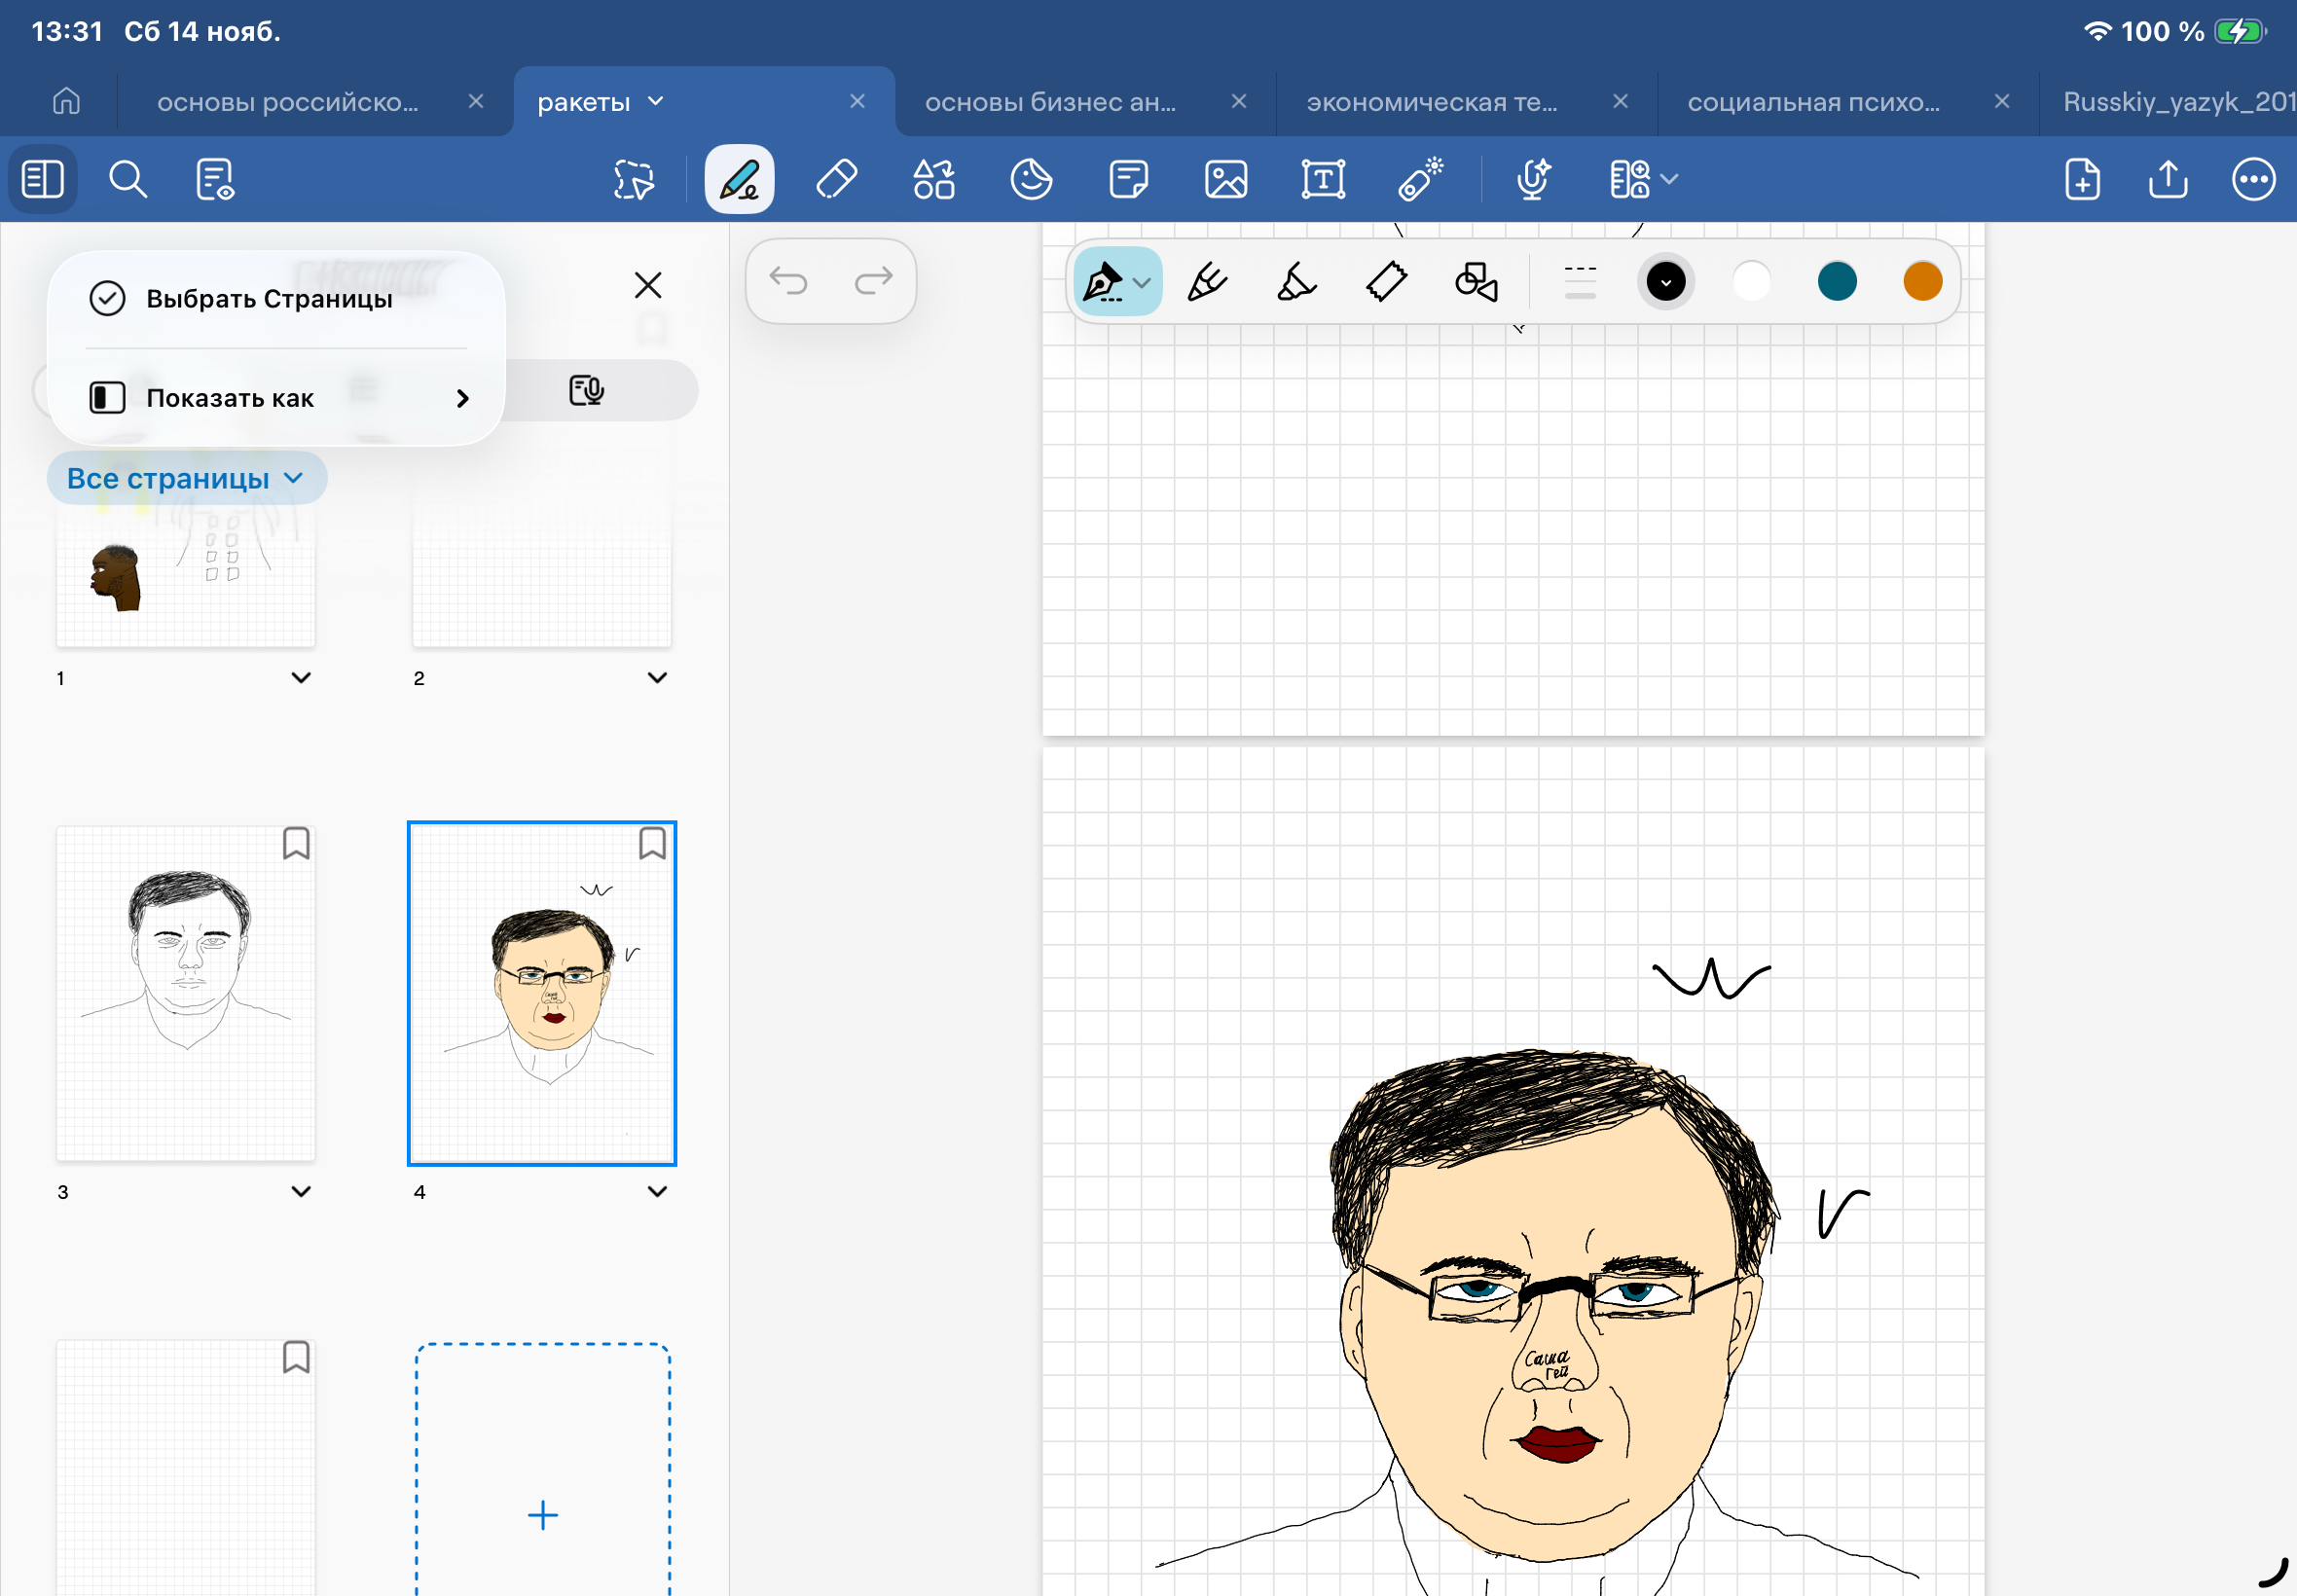 13:31 Сб 14 нояб.
100 %
основы российско...
ракеты
основы бизнес ан...
экономическая те...
социальная психо...
Russkiy_yazyk_201
Выбрать Страницы
Показать как
Все страницы
1
2
3
4
Саша
Гей